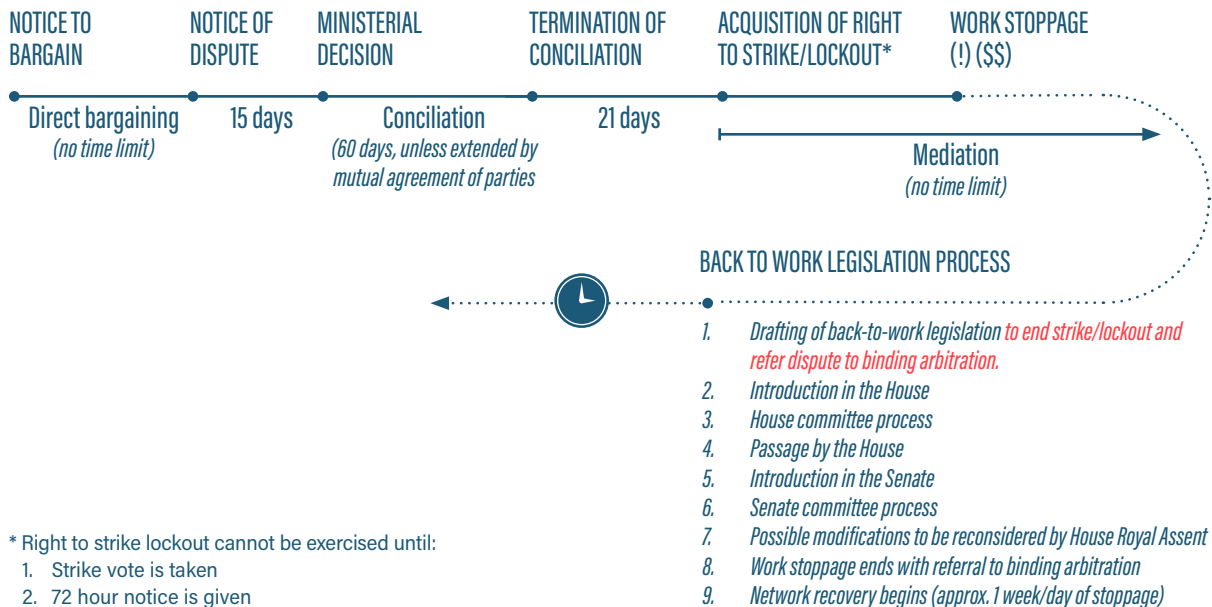 NOTICE TO
BARGAIN
NOTICE OF
DISPUTE
MINISTERIAL
DECISION
TERMINATION OF
CONCILIATION
ACQUISITION OF RIGHT
TO STRIKE/LOCKOUT*
WORK STOPPAGE
(!) ($$)
Direct bargaining
(no time limit)
15 days
Conciliation
(60 days, unless extended by
mutual agreement of parties
21 days
Mediation
(no time limit)
BACK TO WORK LEGISLATION PROCESS
1. Drafting of back-to-work legislation to end strike/lockout and
refer dispute to binding arbitration.
2. Introduction in the House
3. House committee process
4. Passage by the House
5. Introduction in the Senate
6. Senate committee process
7. Possible modifications to be reconsidered by House Royal Assent
8. Work stoppage ends with referral to binding arbitration
9. Network recovery begins (approx. 1 week/day of stoppage)
* Right to strike lockout cannot be exercised until:
1. Strike vote is taken
2. 72 hour notice is given